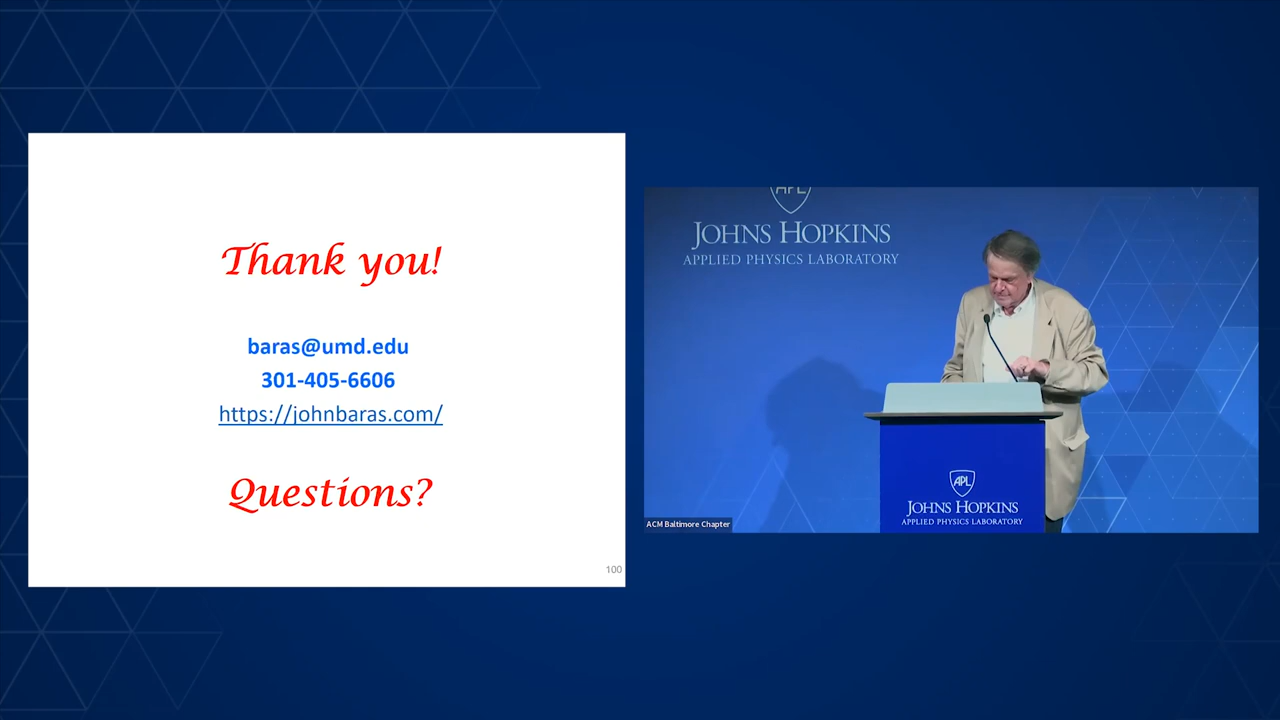 Thank you!
baras@umd.edu
301-405-6606
https://johnbaras.com/
Questions?
100
APL
JOHNS HOPKINS
APPLIED PHYSICS LABORATORY
APL
JOHNS HOPKINS
APPLIED PHYSICS LABORATORY
ACM Baltimore Chapter